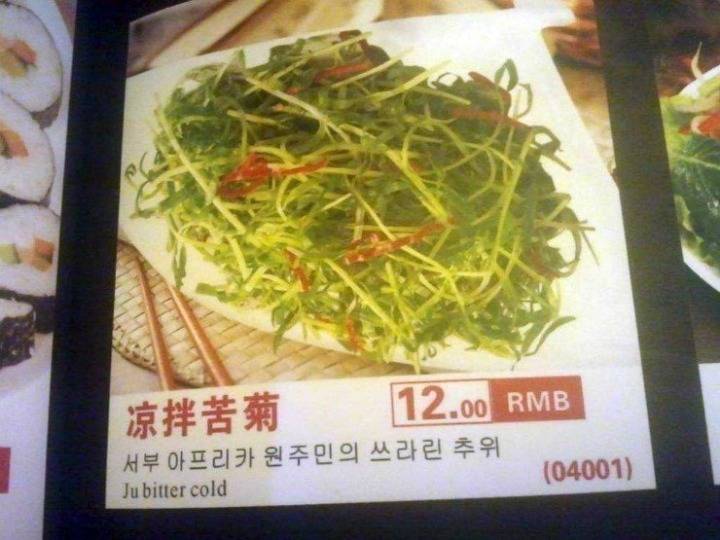 凉拌苦菊
12.00 RMB
서부 아프리카 원주민의 쓰라린 추위
Ju bitter cold
(04001)